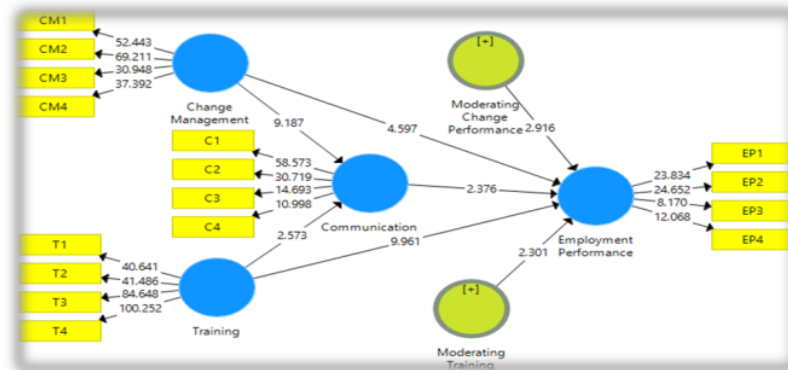 CM1
CM2
CM3
CM4
52.443
69.211
30.948
37.392
Change
Management
[+]
Moderating
Change
Performance
9.187
4.597
2.916
C1
C2
C3
C4
58.573
30.719
14.693
10.998
Communication
2.376
EP1
EP2
EP3
EP4
23.834
24.652
8.170
12.068
Employment
Performance
2.573
9.961
2.301
T1
T2
T3
T4
40.641
41.486
84.648
100.252
Training
[+]
Moderating
Training